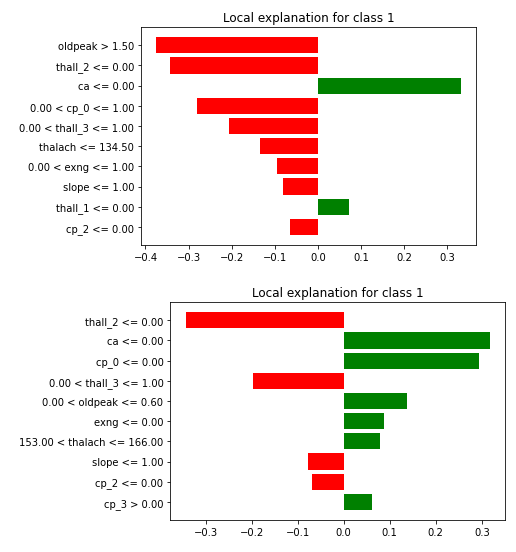 Local explanation for class 1
oldpeak > 1.50
thall_2 <= 0.00
ca <= 0.00
0.00 < cp_0 <= 1.00
0.00 < thall_3 <= 1.00
thalach <= 134.50
0.00 < exng <= 1.00
slope <= 1.00
thall_1 <= 0.00
cp_2 <= 0.00
−0.4 −0.3 −0.2 −0.1 0.0 0.1 0.2 0.3
Local explanation for class 1
thall_2 <= 0.00
ca <= 0.00
cp_0 <= 0.00
0.00 < thall_3 <= 1.00
0.00 < oldpeak <= 0.60
exng <= 0.00
153.00 < thalach <= 166.00
slope <= 1.00
cp_2 <= 0.00
cp_3 > 0.00
−0.3 −0.2 −0.1 0.0 0.1 0.2 0.3